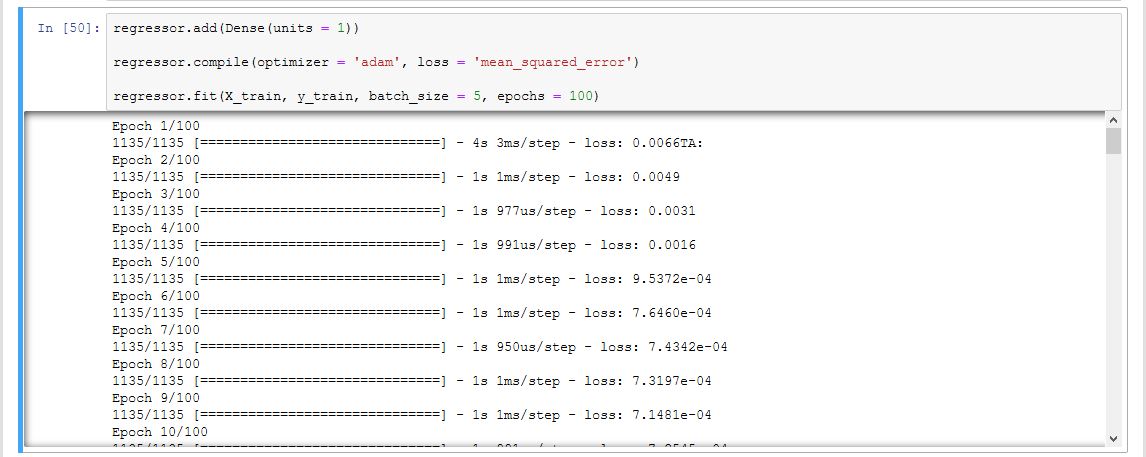 In [50]: regressor.add(Dense(units = 1))
regressor.compile(optimizer = 'adam', loss = 'mean_squared_error')
regressor.fit(X_train, y_train, batch_size = 5, epochs = 100)
Epoch 1/100
1135/1135 [==============================] - 4s 3ms/step - loss: 0.0066TA:
Epoch 2/100
1135/1135 [==============================] - 1s 1ms/step - loss: 0.0049
Epoch 3/100
1135/1135 [==============================] - 1s 977us/step - loss: 0.0031
Epoch 4/100
1135/1135 [==============================] - 1s 991us/step - loss: 0.0016
Epoch 5/100
1135/1135 [==============================] - 1s 1ms/step - loss: 9.5372e-04
Epoch 6/100
1135/1135 [==============================] - 1s 1ms/step - loss: 7.6460e-04
Epoch 7/100
1135/1135 [==============================] - 1s 950us/step - loss: 7.4342e-04
Epoch 8/100
1135/1135 [==============================] - 1s 1ms/step - loss: 7.3197e-04
Epoch 9/100
1135/1135 [==============================] - 1s 1ms/step - loss: 7.1481e-04
Epoch 10/100